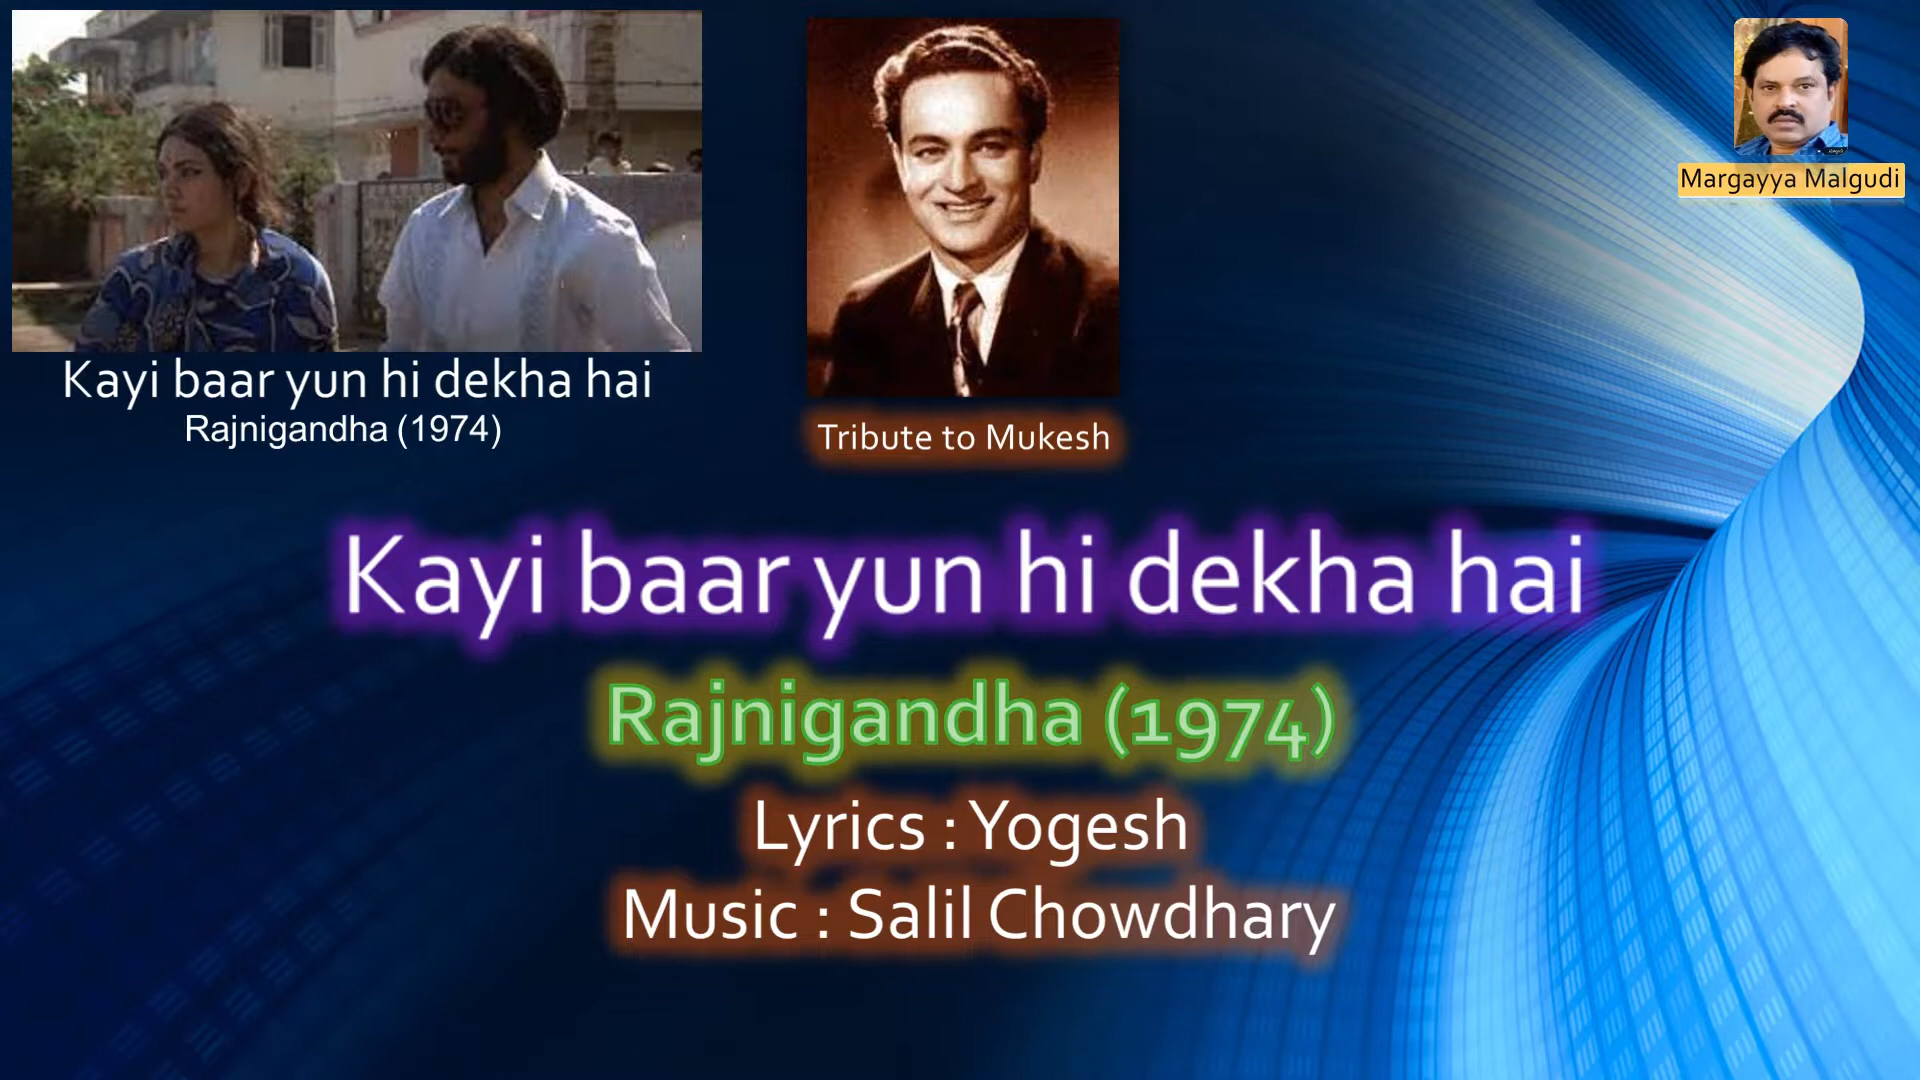 Margayya Malgudi
Kayi baar yun hi dekha hai
Rajnigandha (1974)
Tribute to Mukesh
Kayi baar yun hi dekha hai
Rajnigandha (1974)
Lyrics : Yogesh
Music : Salil Chowdhary